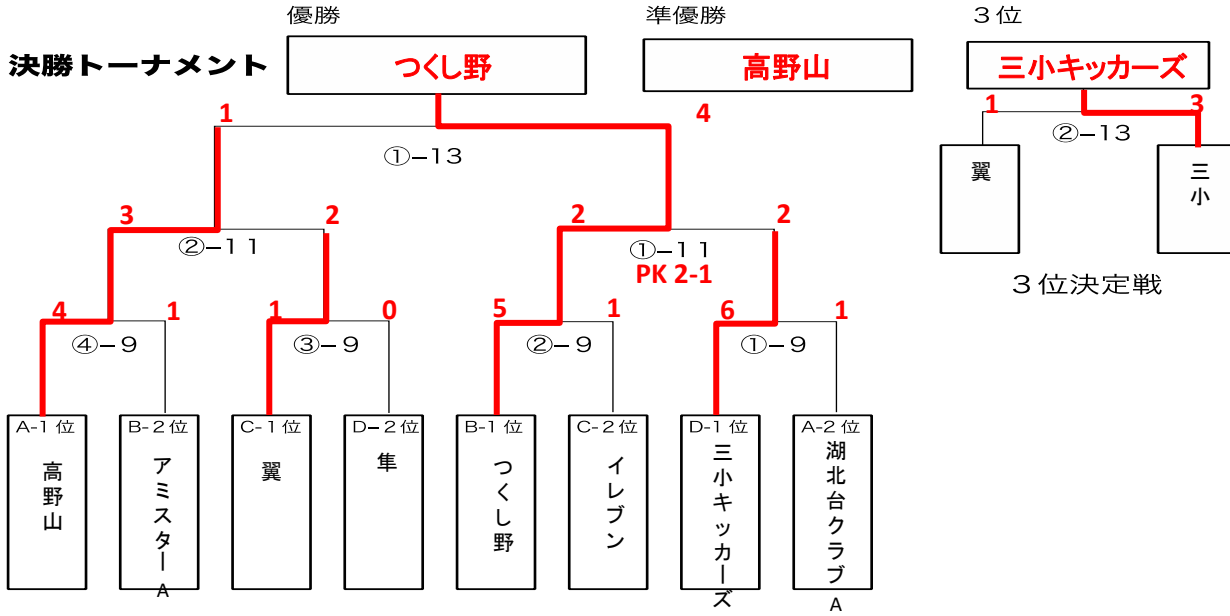 優勝
準優勝
3位
決勝トーナメント
つくし野
高野山
三小キッカーズ
1
4
1
3
①−13
②−13
翼
三小
3
2
2
2
②−11
①−11
PK 2-1
3位決定戦
4
1
1
0
5
1
6
1
④−9
③−9
②−9
①−9
A-1位
B-2位
C-1位
D−2位
B-1位
C-2位
D-1位
A-2位
高野山
アミスターA
翼
隼
つくし野
イレブン
三小キッカーズ
湖北台クラブA